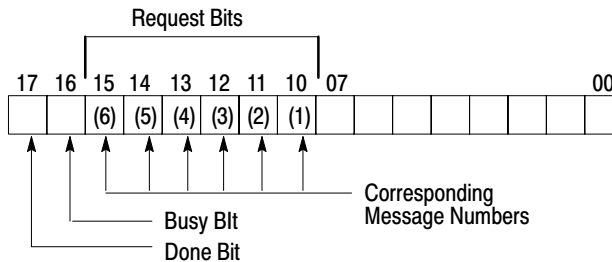 Request Bits
17 16 15 14 13 12 11 10 07 00
(6) (5) (4) (3) (2) (1)
Corresponding
Message Numbers
Busy BIt
Done Bit